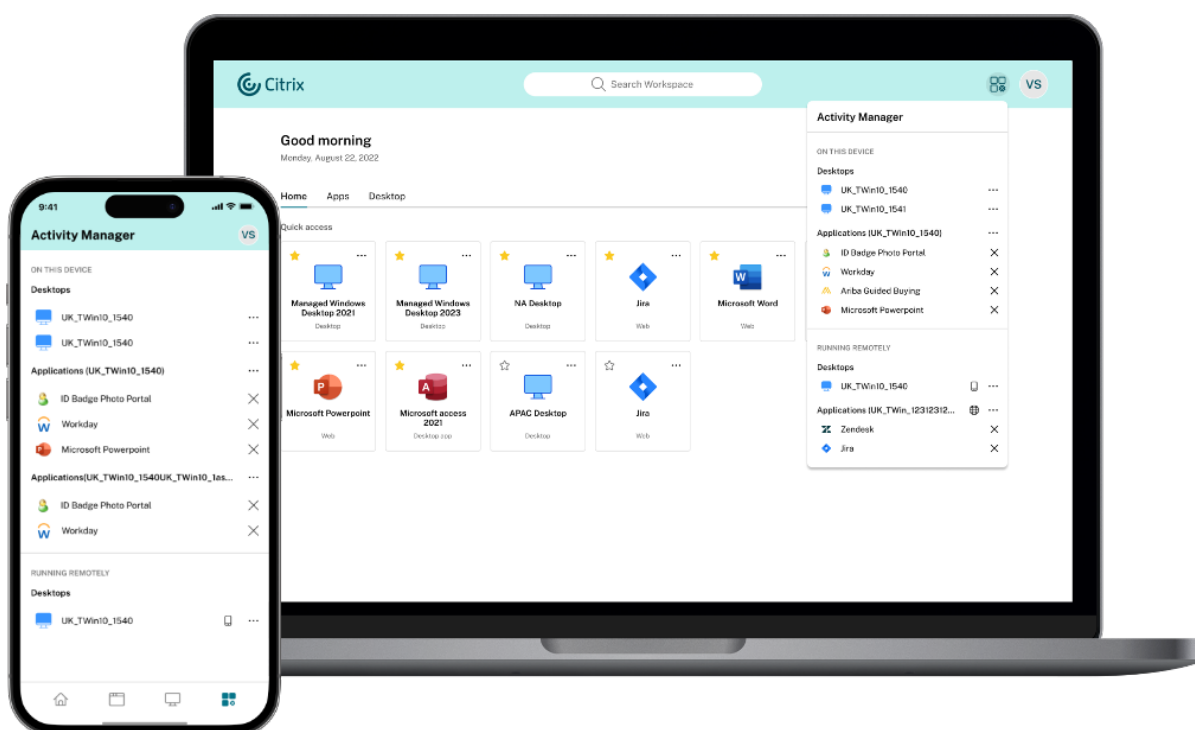 Citrix
Search Workspace
VS
Good morning
Monday, August 22, 2022
Home Apps Desktop
Quick access
Managed Windows
Desktop 2021
Desktop
Managed Windows
Desktop 2023
Desktop
NA Desktop
Desktop
Jira
Web
W
Microsoft Word
Web
P
Microsoft Powerpoint
Web
A
Microsoft access
2021
Desktop app
APAC Desktop
Desktop
Jira
Web
Activity Manager
ON THIS DEVICE
Desktops
UK_TWin10_1540
UK_TWin10_1541
Applications (UK_TWin10_1540)
ID Badge Photo Portal
Workday
Ariba Guided Buying
Microsoft Powerpoint
RUNNING REMOTELY
Desktops
UK_TWin10_1540
Applications (UK_TWin_12312312...
Zendesk
Jira
9:41
Activity Manager
VS
ON THIS DEVICE
Desktops
UK_TWin10_1540
UK_TWin10_1540
Applications (UK_TWin10_1540)
ID Badge Photo Portal
Workday
Microsoft Powerpoint
Applications(UK_TWin10_1540UK_TWin10_1as...
ID Badge Photo Portal
Workday
RUNNING REMOTELY
Desktops
UK_TWin10_1540